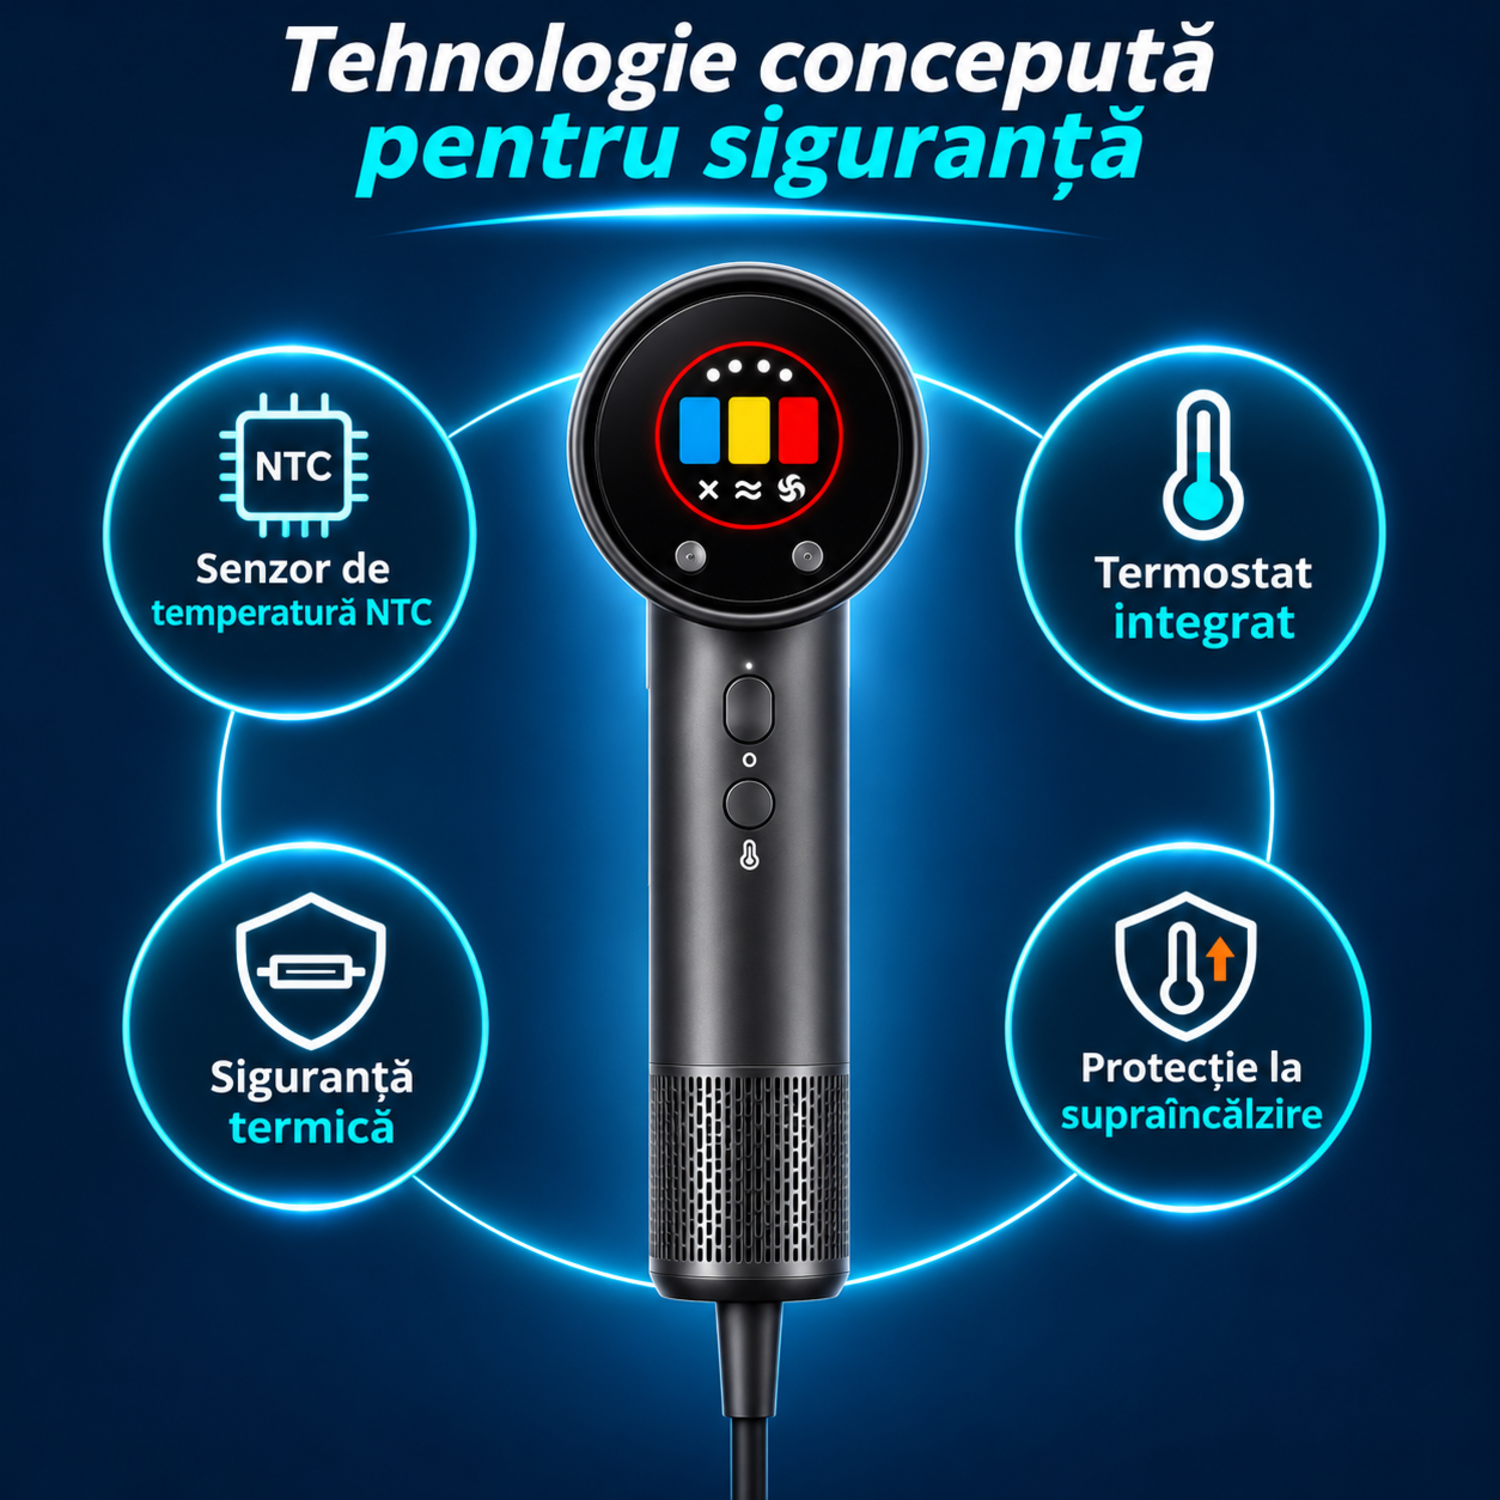 Tehnologie concepută
pentru siguranță
NTC
Senzor de
temperatură NTC
Termostat
integrat
Siguranță
termică
Protecție la
supraîncălzire